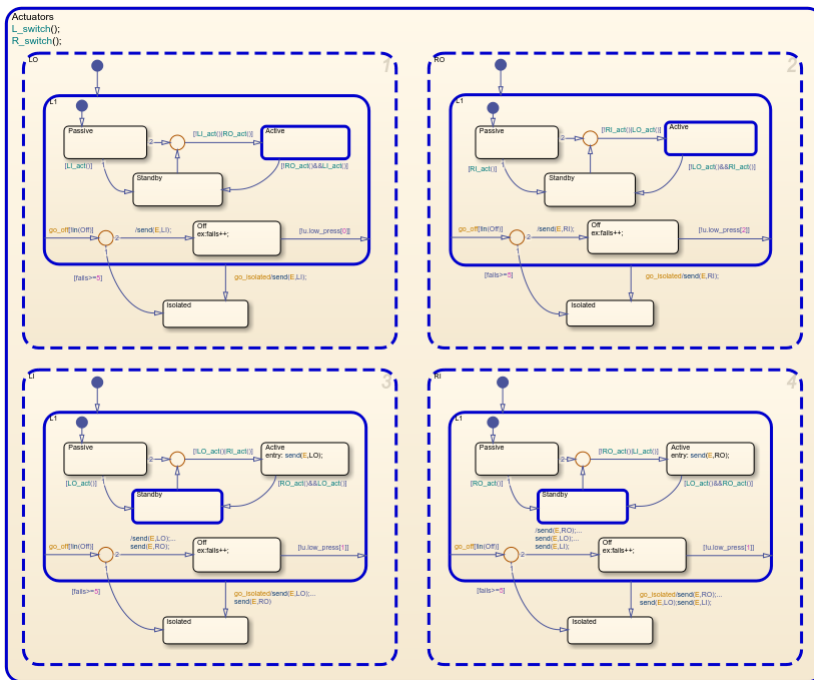 Actuators
L_switch();
R_switch();
LO
1
L1
Passive
2
[!LI_act()|RO_act()]
Active
[LI_act()]
Standby
[!RO_act()&&LI_act()]
go_off[!in(Off)]
2
/send(E,LI);
Off
ex:fails++;
[!u.low_press[0]]
1
[fails>=5]
go_isolated/send(E,LI);
Isolated
RO
2
L1
Passive
2
[!RI_act()|LO_act()]
Active
[RI_act()]
Standby
[!LO_act()&&RI_act()]
go_off[!in(Off)]
2
/send(E,RI);
Off
ex:fails++;
[!u.low_press[2]]
1
[fails>=5]
go_isolated/send(E,RI);
Isolated
LI
3
L1
Passive
2
[!LO_act()|RI_act()]
Active
entry: send(E,LO);
[LO_act()]
Standby
[RO_act()&&LO_act()]
go_off[!in(Off)]
2
/send(E,LO);...
send(E,RO);
Off
ex:fails++;
[!u.low_press[1]]
1
[fails>=5]
go_isolated/send(E,LO);...
send(E,RO)
Isolated
RI
4
L1
Passive
2
[!RO_act()|LI_act()]
Active
entry: send(E,RO);
[RO_act()]
Standby
[LO_act()&&RO_act()]
go_off[!in(Off)]
2
/send(E,RO);...
send(E,LO);...
send(E,LI);
Off
ex:fails++;
[!u.low_press[1]]
1
[fails>=5]
go_isolated/send(E,RO);...
send(E,LO);send(E,LI);
Isolated